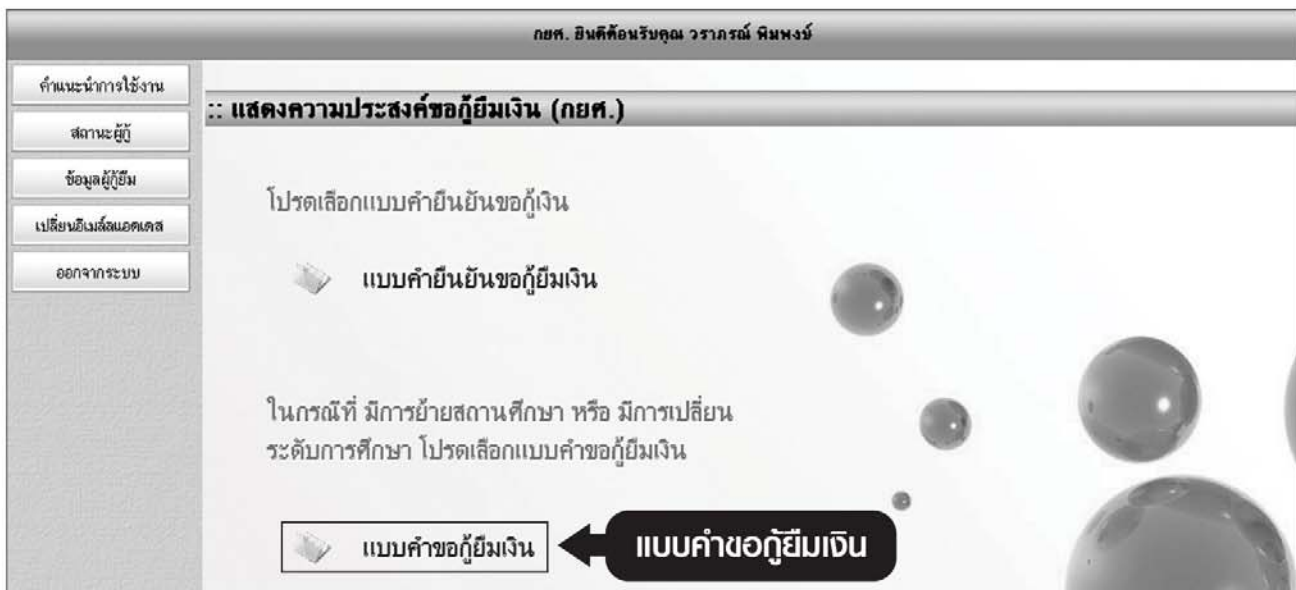 กยศ. ยินดีต้อนรับคุณ วราภรณ์ พิมพงษ์
คำแนะนำการใช้งาน
สถานะผู้กู้
ข้อมูลผู้กู้ยืม
เปลี่ยนอีเมล์แอดเดส
ออกจากระบบ
:: แสดงความประสงค์ขอกู้ยืมเงิน (กยศ.)
โปรดเลือกแบบคำยืนยันขอกู้เงิน
แบบคำยืนยันขอกู้ยืมเงิน
ในกรณีที่ มีการย้ายสถานศึกษา หรือ มีการเปลี่ยน
ระดับการศึกษา โปรดเลือกแบบคำขอกู้ยืมเงิน
แบบคำขอกู้ยืมเงิน
แบบคำขอกู้ยืมเงิน